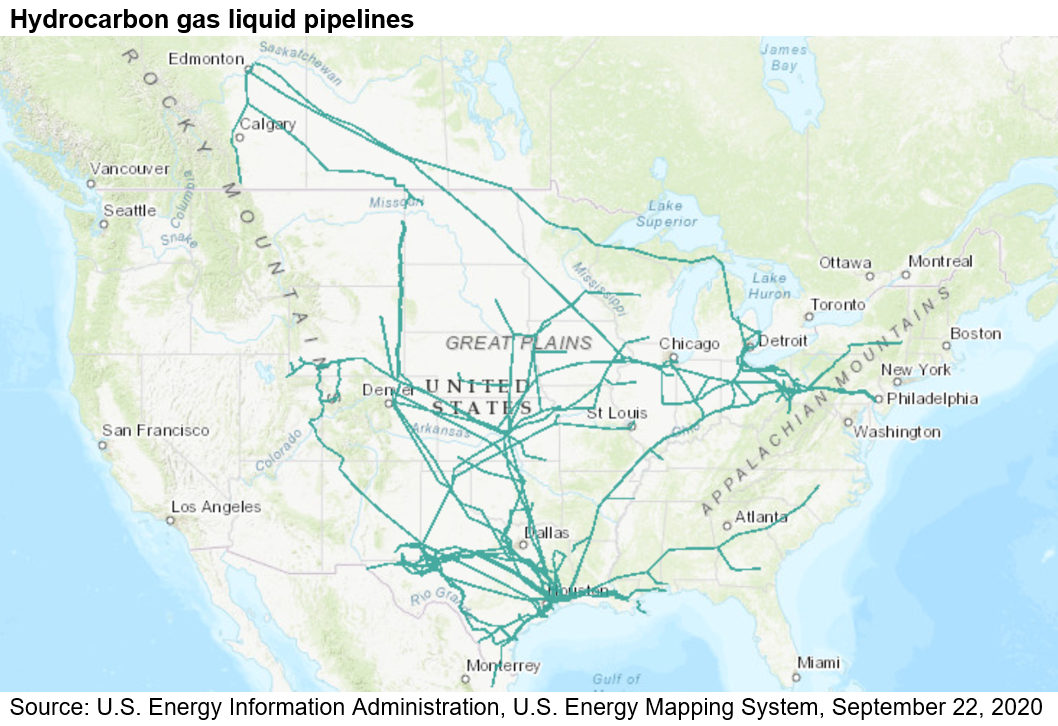 Hydrocarbon gas liquid pipelines
Edmonton
Saskatchewan
James
Bay
ROCKY MOUNTAINS
Calgary
Vancouver
Columbia
Seattle
Missouri
Lake
Superior
Snake
Ottawa
Montreal
Mississippi
Lake
Huron
Toronto
Boston
GREAT PLAINS
Chicago
Detroit
New York
UNITED
STATES
Denver
Philadelphia
St Louis
Arkansas
Ohio
Washington
APPALACHIAN MOUNTAINS
San Francisco
Colorado
Los Angeles
Atlanta
Dallas
Houston
Rio Grande
Monterrey
Miami
Gulf of
Source: U.S. Energy Information Administration, U.S. Energy Mapping System, September 22, 2020